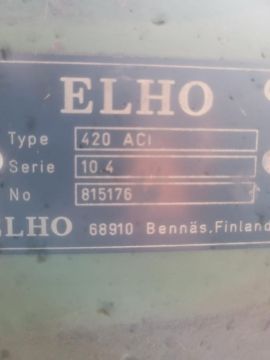 ELHO
Type 420 ACI
Serie 10.4
No 815176
ELHO 68910 Bennäs, Finland